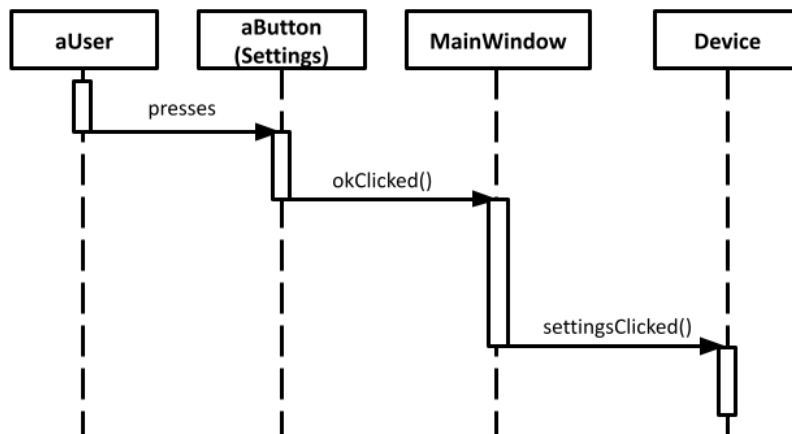 aUser
aButton
(Settings)
MainWindow
Device
presses
okClicked()
settingsClicked()